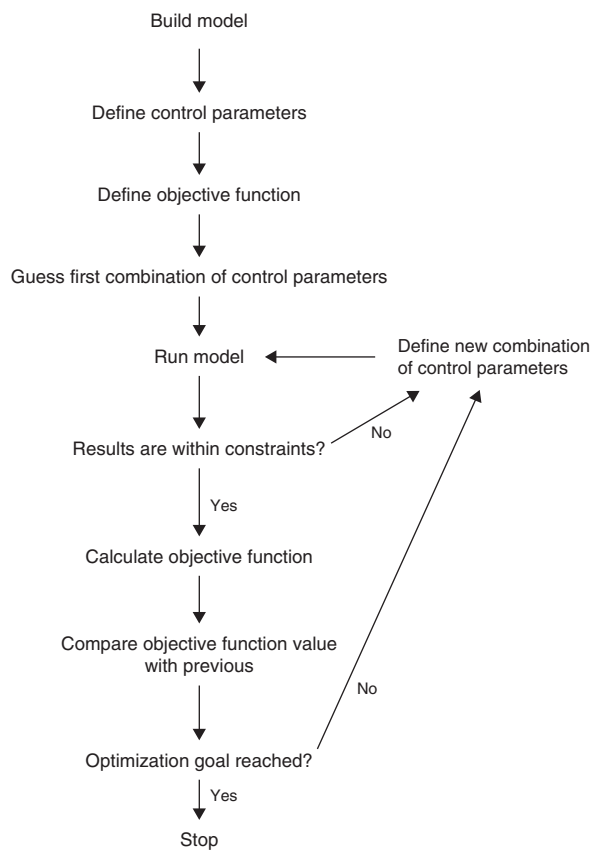 Build model
Define control parameters
Define objective function
Guess first combination of control parameters
Run model
Define new combination
of control parameters
Results are within constraints?
No
Yes
Calculate objective function
Compare objective function value
with previous
No
Optimization goal reached?
Yes
Stop